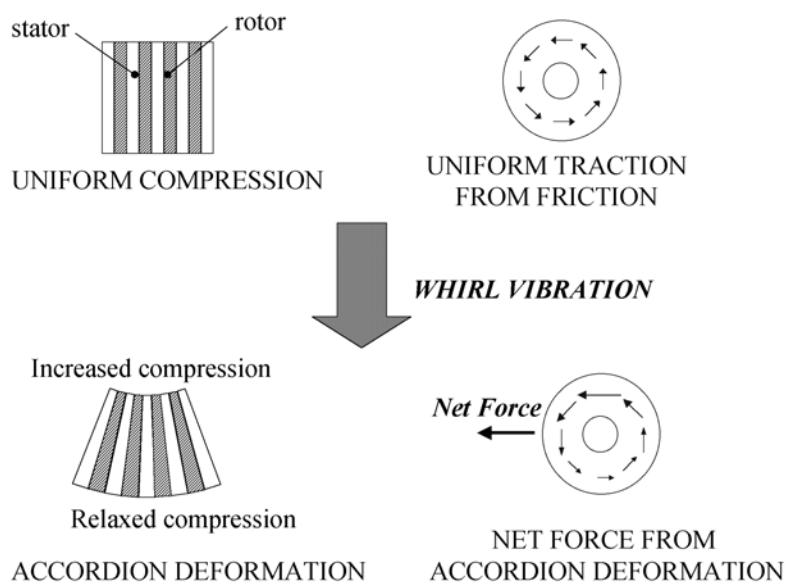 stator
rotor
UNIFORM COMPRESSION
UNIFORM TRACTION
FROM FRICTION
WHIRL VIBRATION
Increased compression
Net Force
Relaxed compression
ACCORDION DEFORMATION
NET FORCE FROM
ACCORDION DEFORMATION